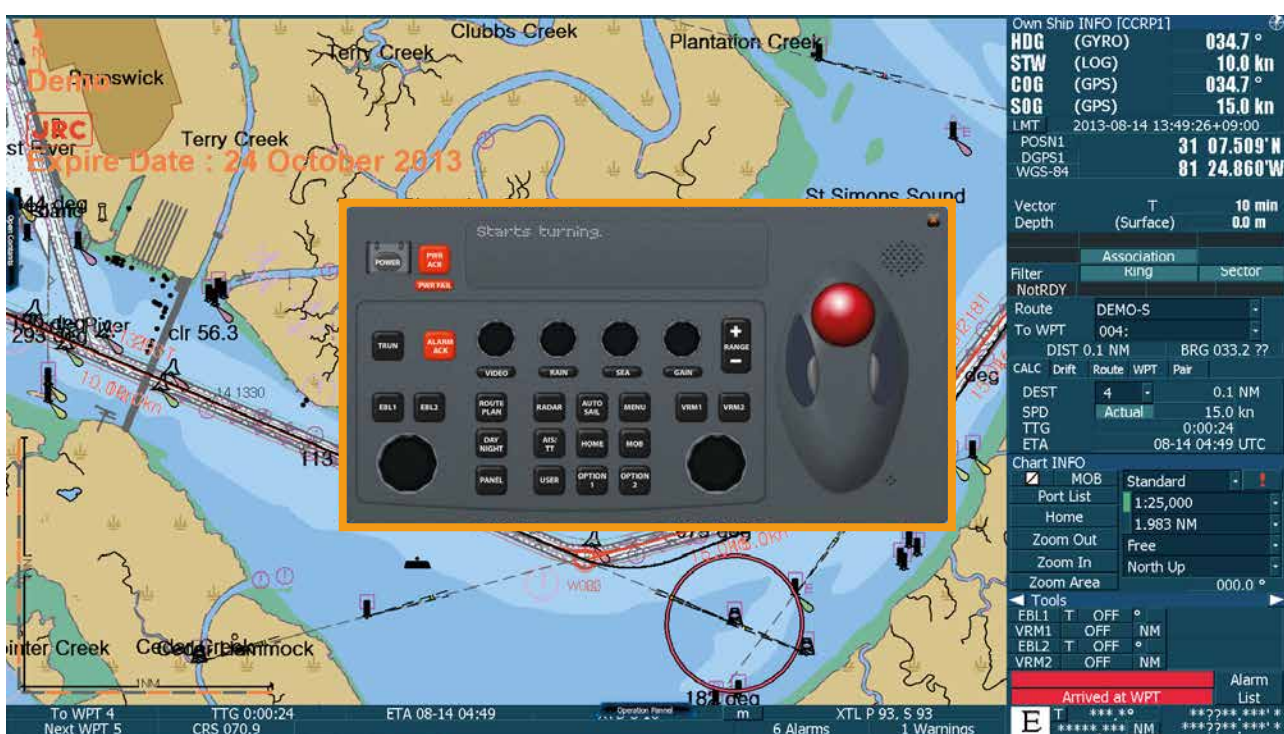 Clubbs Creek
Terry Creek
Plantation Creek
N
Demo
JRC
Terry Creek
Expire Date : 24 October 2013
St Simons Sound
clr 56.3
14 1330
113
Open Contents
Starts turning.
POWER
PWR ACK
PWR FAIL
TRUN
ALARM ACK
VIDEO
RAIN
SEA
GAIN
+
RANGE
−
EBL1
EBL2
ROUTE PLAN
RADAR
AUTO SAIL
MENU
VRM1
VRM2
DAY NIGHT
AIS/ TT
HOME
MOB
PANEL
USER
OPTION 1
OPTION 2
deg
1NM
182 deg
Operation Pannel
To WPT 4 TTG 0:00:24 ETA 08-14 04:49 m XTL P 93, S 93
Next WPT 5 CRS 070.9 6 Alarms 1 Warnings
Own Ship INFO [CCRP1]
HDG (GYRO) 034.7 °
STW (LOG) 10.0 kn
COG (GPS) 034.7 °
SOG (GPS) 15.0 kn
LMT 2013-08-14 13:49:26+09:00
POSN1 31 07.509'N
DGPS1
WGS-84 81 24.860'W
Vector T 10 min
Depth (Surface) 0.0 m
Association
Filter Ring Sector
NotRDY
Route DEMO-S
To WPT 004:
DIST 0.1 NM BRG 033.2 ??
CALC Drift Route WPT Pair
DEST 4 0.1 NM
SPD Actual 15.0 kn
TTG 0:00:24
ETA 08-14 04:49 UTC
Chart INFO
MOB Standard !
Port List 1:25,000
Home 1.983 NM
Zoom Out Free
Zoom In North Up
Zoom Area 000.0 °
Tools
EBL1 T OFF °
VRM1 OFF NM
EBL2 T OFF °
VRM2 OFF NM
Alarm
Arrived at WPT List
E T ***.*°
***** *** NM